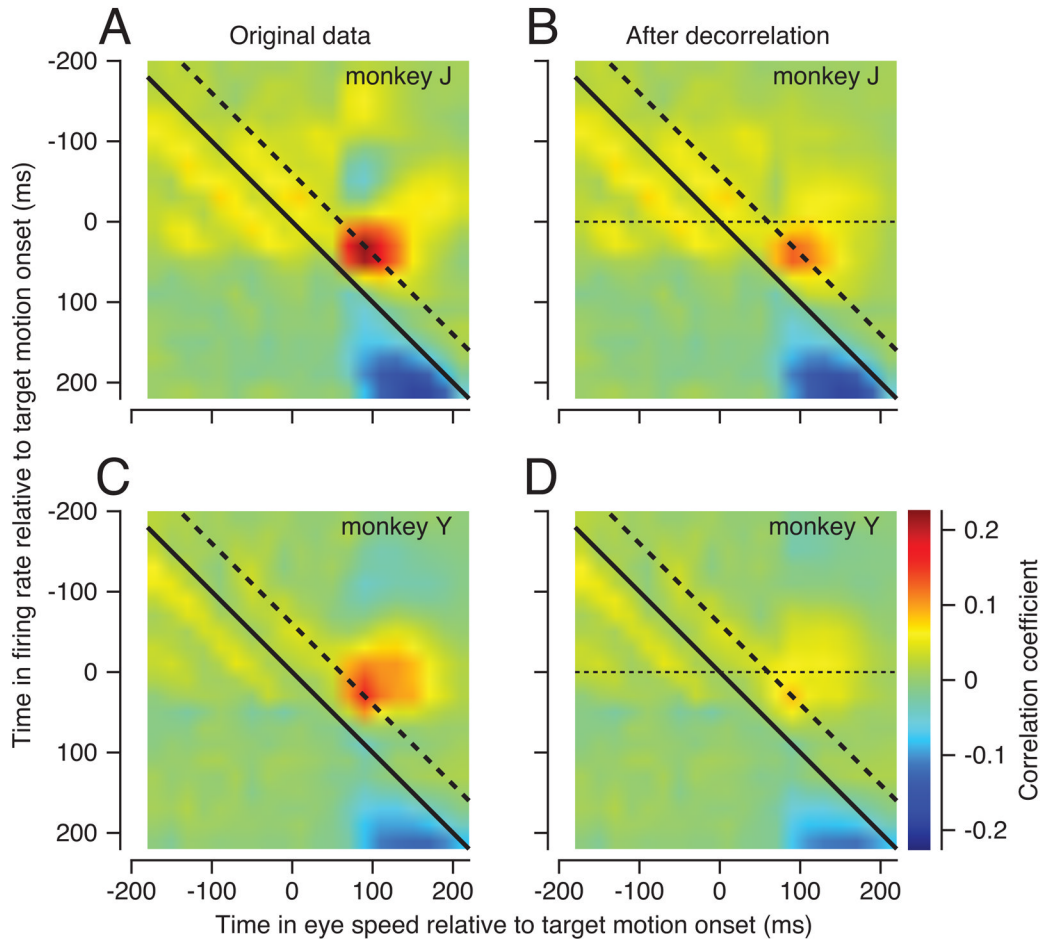 A
Original data
B
After decorrelation
monkey J
monkey J
-200
-100
0
100
200
-200
0
200
C
D
monkey Y
monkey Y
-200
-100
0
100
200
0.2
0.1
0
-0.1
-0.2
-200
-100
0
100
200
-200
-100
0
100
200
Time in firing rate relative to target motion onset (ms)
Time in eye speed relative to target motion onset (ms)
Correlation coefficient